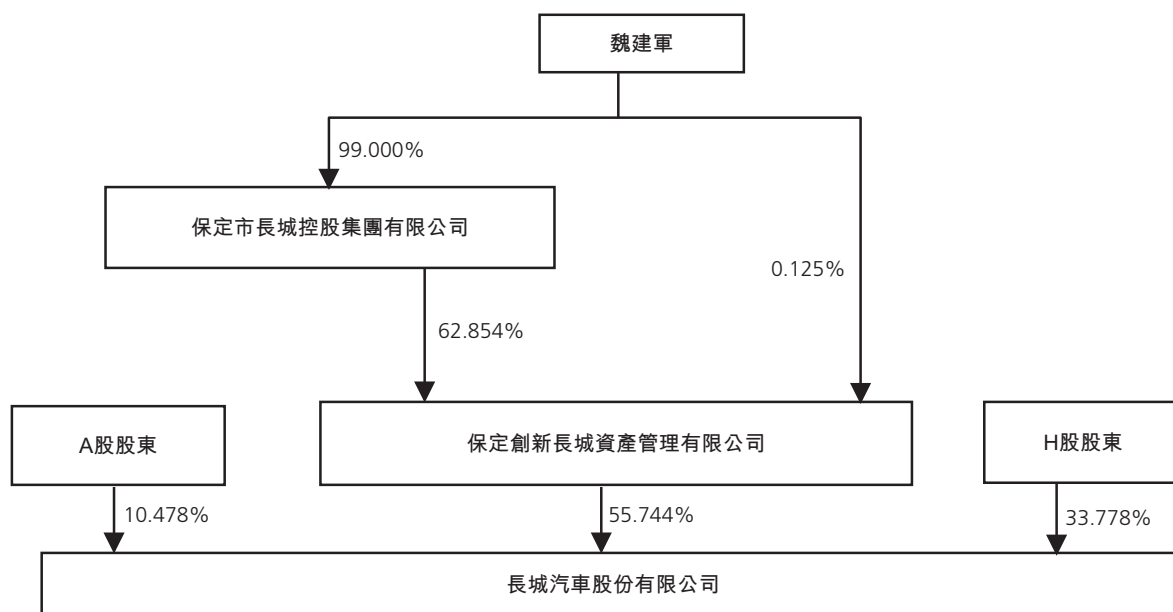 魏建軍
99.000%
保定市長城控股集團有限公司
0.125%
62.854%
A股股東
保定創新長城資產管理有限公司
H股股東
10.478%
55.744%
33.778%
長城汽車股份有限公司